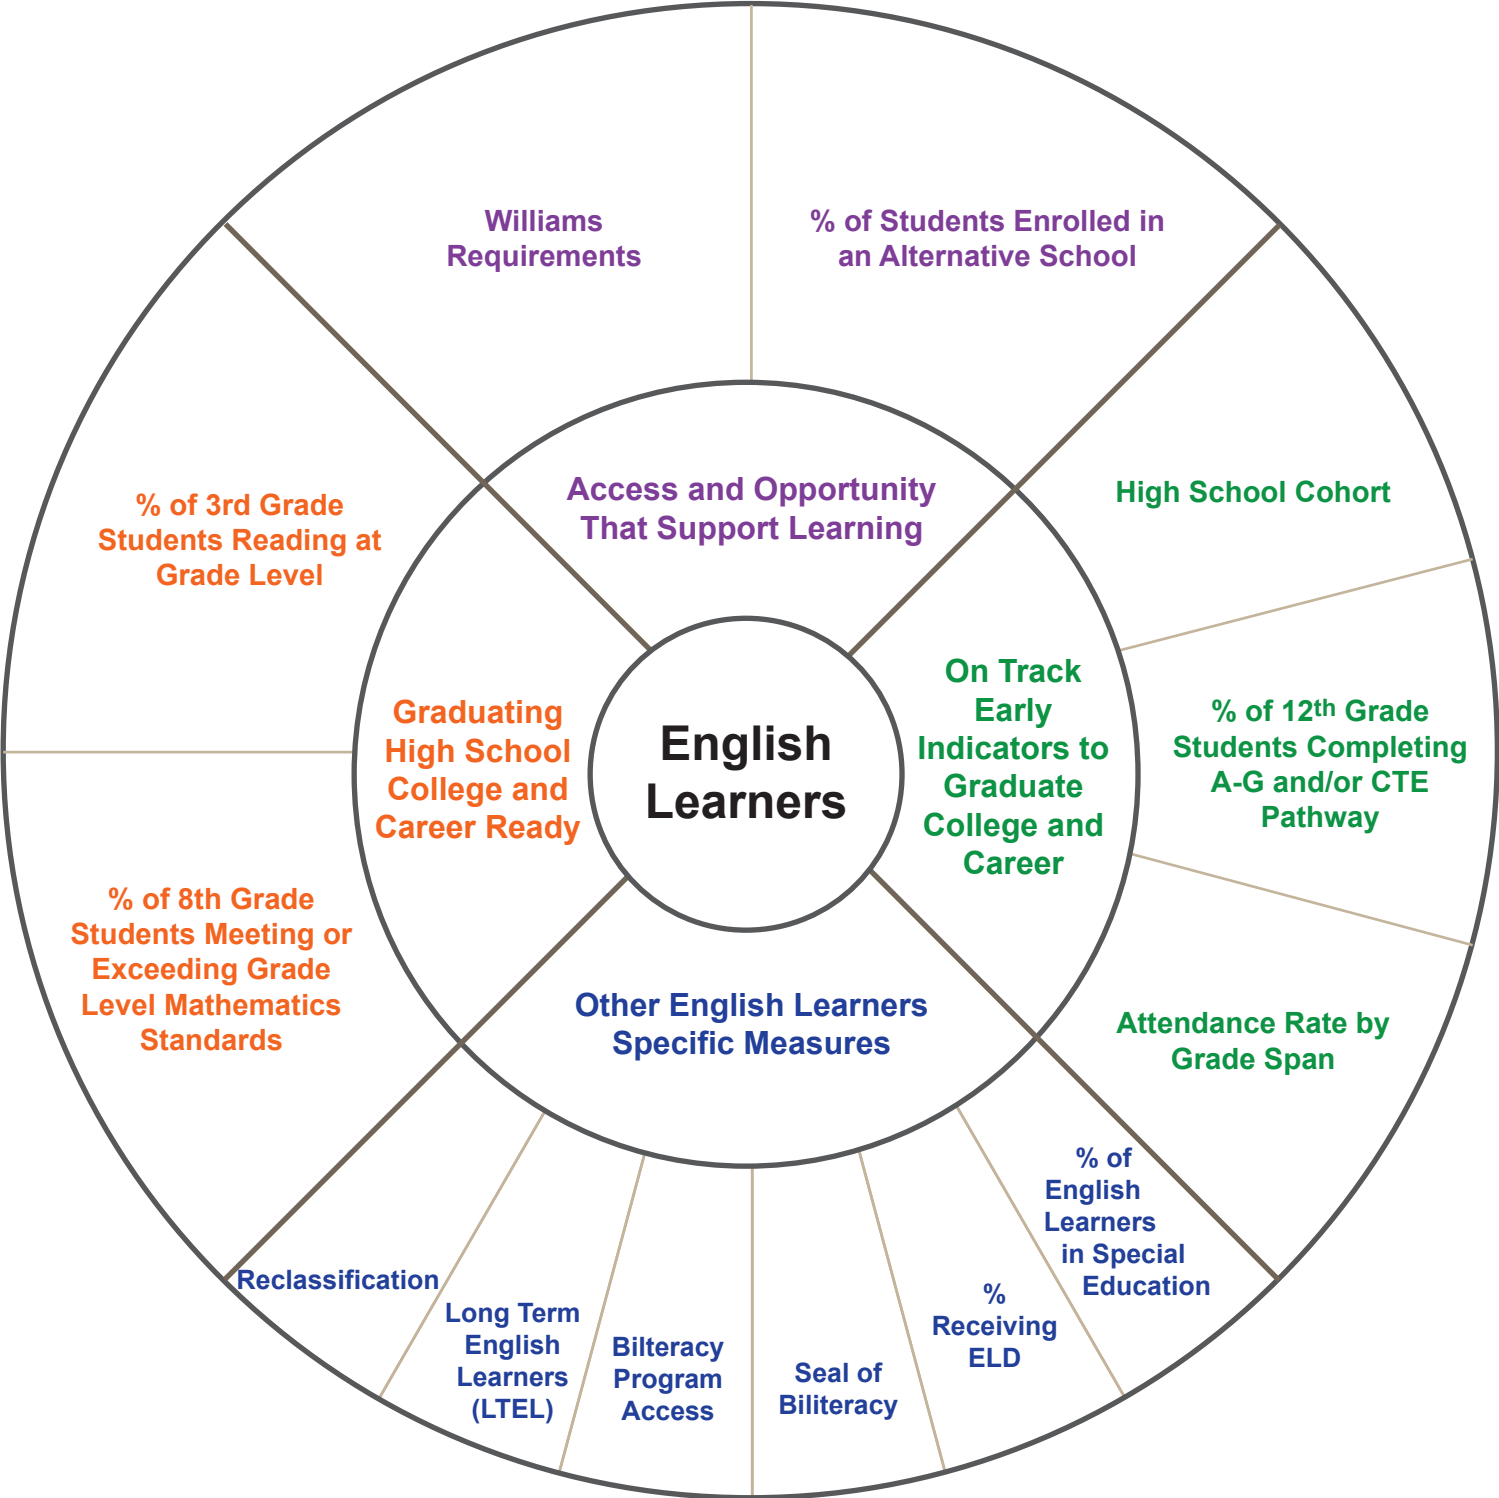 Williams
Requirements
% of Students Enrolled in
an Alternative School
Access and Opportunity
That Support Learning
High School Cohort
% of 3rd Grade
Students Reading at
Grade Level
On Track
Early
Indicators to
Graduate
College and
Career
Graduating
High School
College and
Career Ready
English
Learners
% of 12th Grade
Students Completing
A-G and/or CTE
Pathway
% of 8th Grade
Students Meeting or
Exceeding Grade
Level Mathematics
Standards
Other English Learners
Specific Measures
Attendance Rate by
Grade Span
Reclassification
Long Term
English
Learners
(LTEL)
Bilteracy
Program
Access
Seal of
Biliteracy
%
Receiving
ELD
% of
English
Learners
in Special
Education